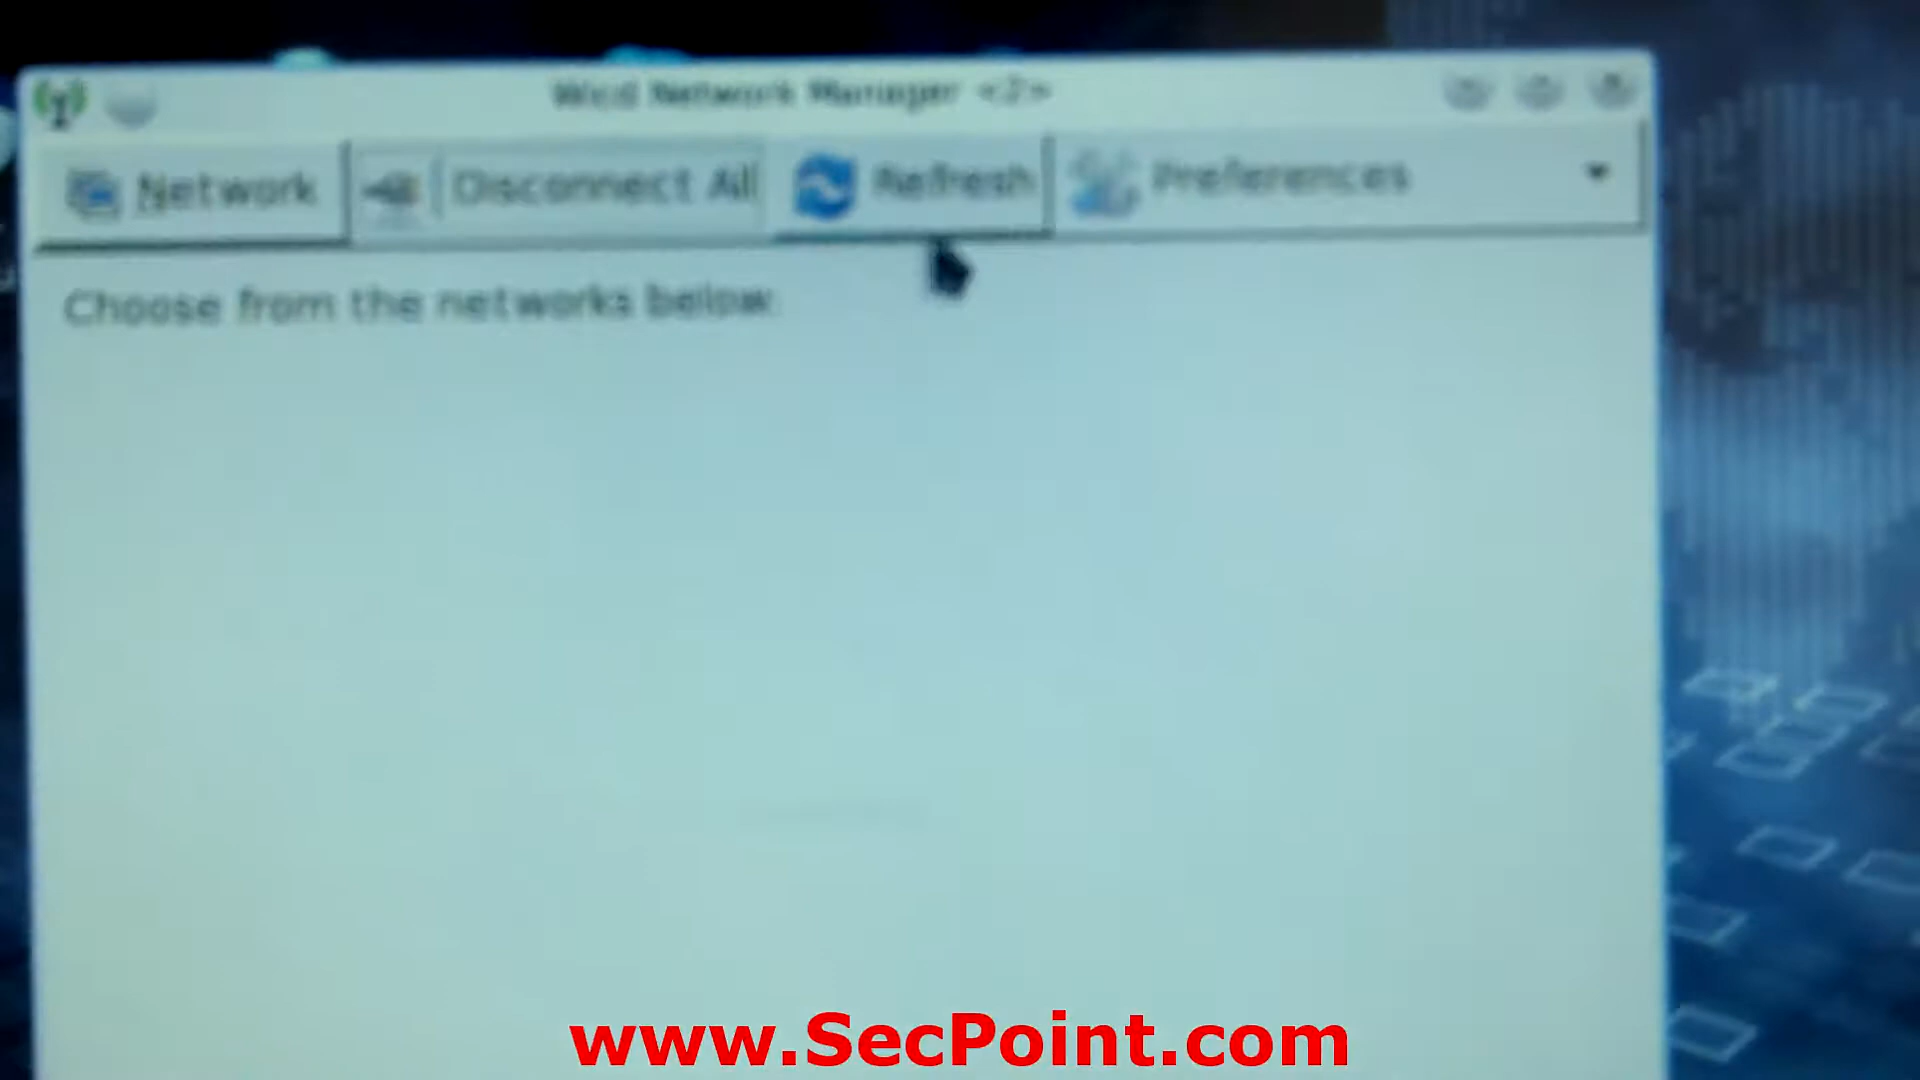 Wicd Network Manager <2>
Network Disconnect All Refresh Preferences
Choose from the networks below:
www.SecPoint.com